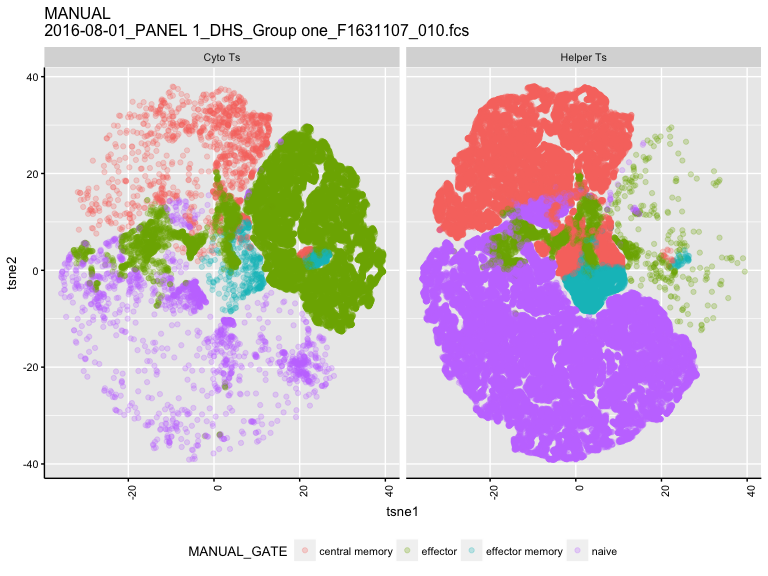 MANUAL
2016-08-01_PANEL 1_DHS_Group one_F1631107_010.fcs
Cyto Ts
Helper Ts
40
20
0
-20
-40
tsne2
-20
0
20
40
-20
0
20
40
tsne1
MANUAL_GATE
central memory
effector
effector memory
naive